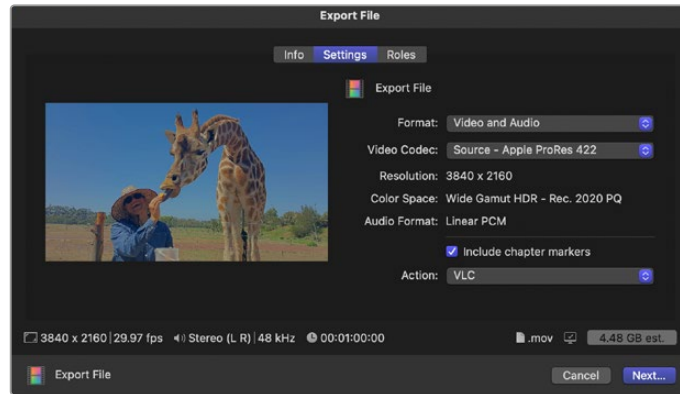 Export File
Info Settings Roles
Export File
Format: Video and Audio
Video Codec: Source - Apple ProRes 422
Resolution: 3840 x 2160
Color Space: Wide Gamut HDR - Rec. 2020 PQ
Audio Format: Linear PCM
Include chapter markers
Action: VLC
3840 x 2160 | 29.97 fps Stereo (L R) | 48 kHz 00:01:00:00 .mov 4.48 GB est.
Export File Cancel Next...